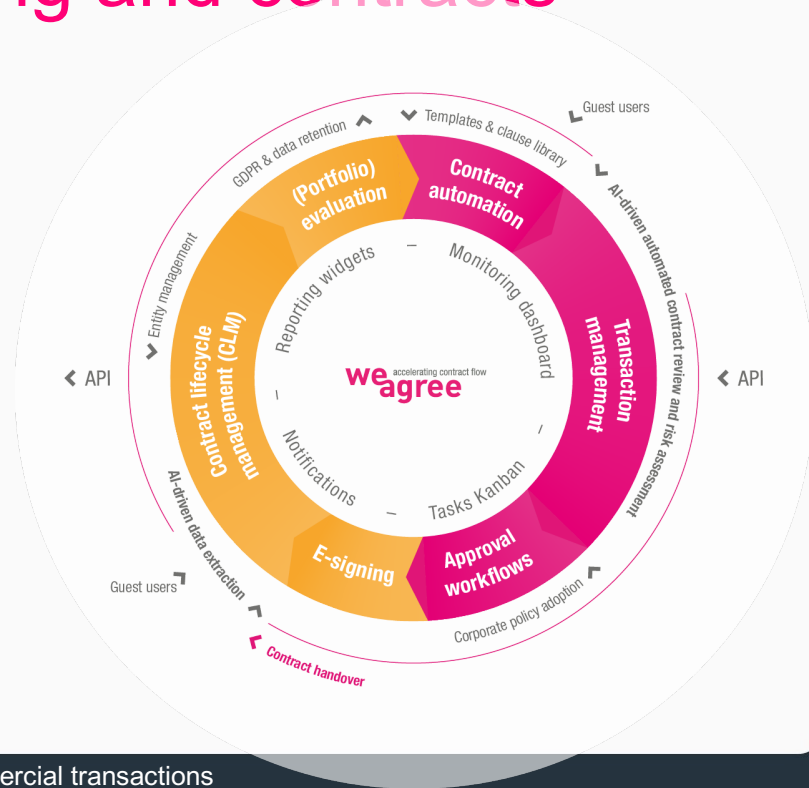 ng and contracts
Guest users
Templates & clause library
GDPR & data retention
AI-driven automated contract review and risk assessment
(Portfolio)
evaluation
Contract
automation
Entity management
Reporting widgets
–
Monitoring dashboard
Transaction
management
API
we
agree
accelerating contract flow
API
Contract lifecycle
management (CLM)
–
–
Notifications
–
Tasks Kanban
AI-driven data extraction
E-signing
Approval
workflows
Guest users
Corporate policy adoption
Contract handover
ercial transactions